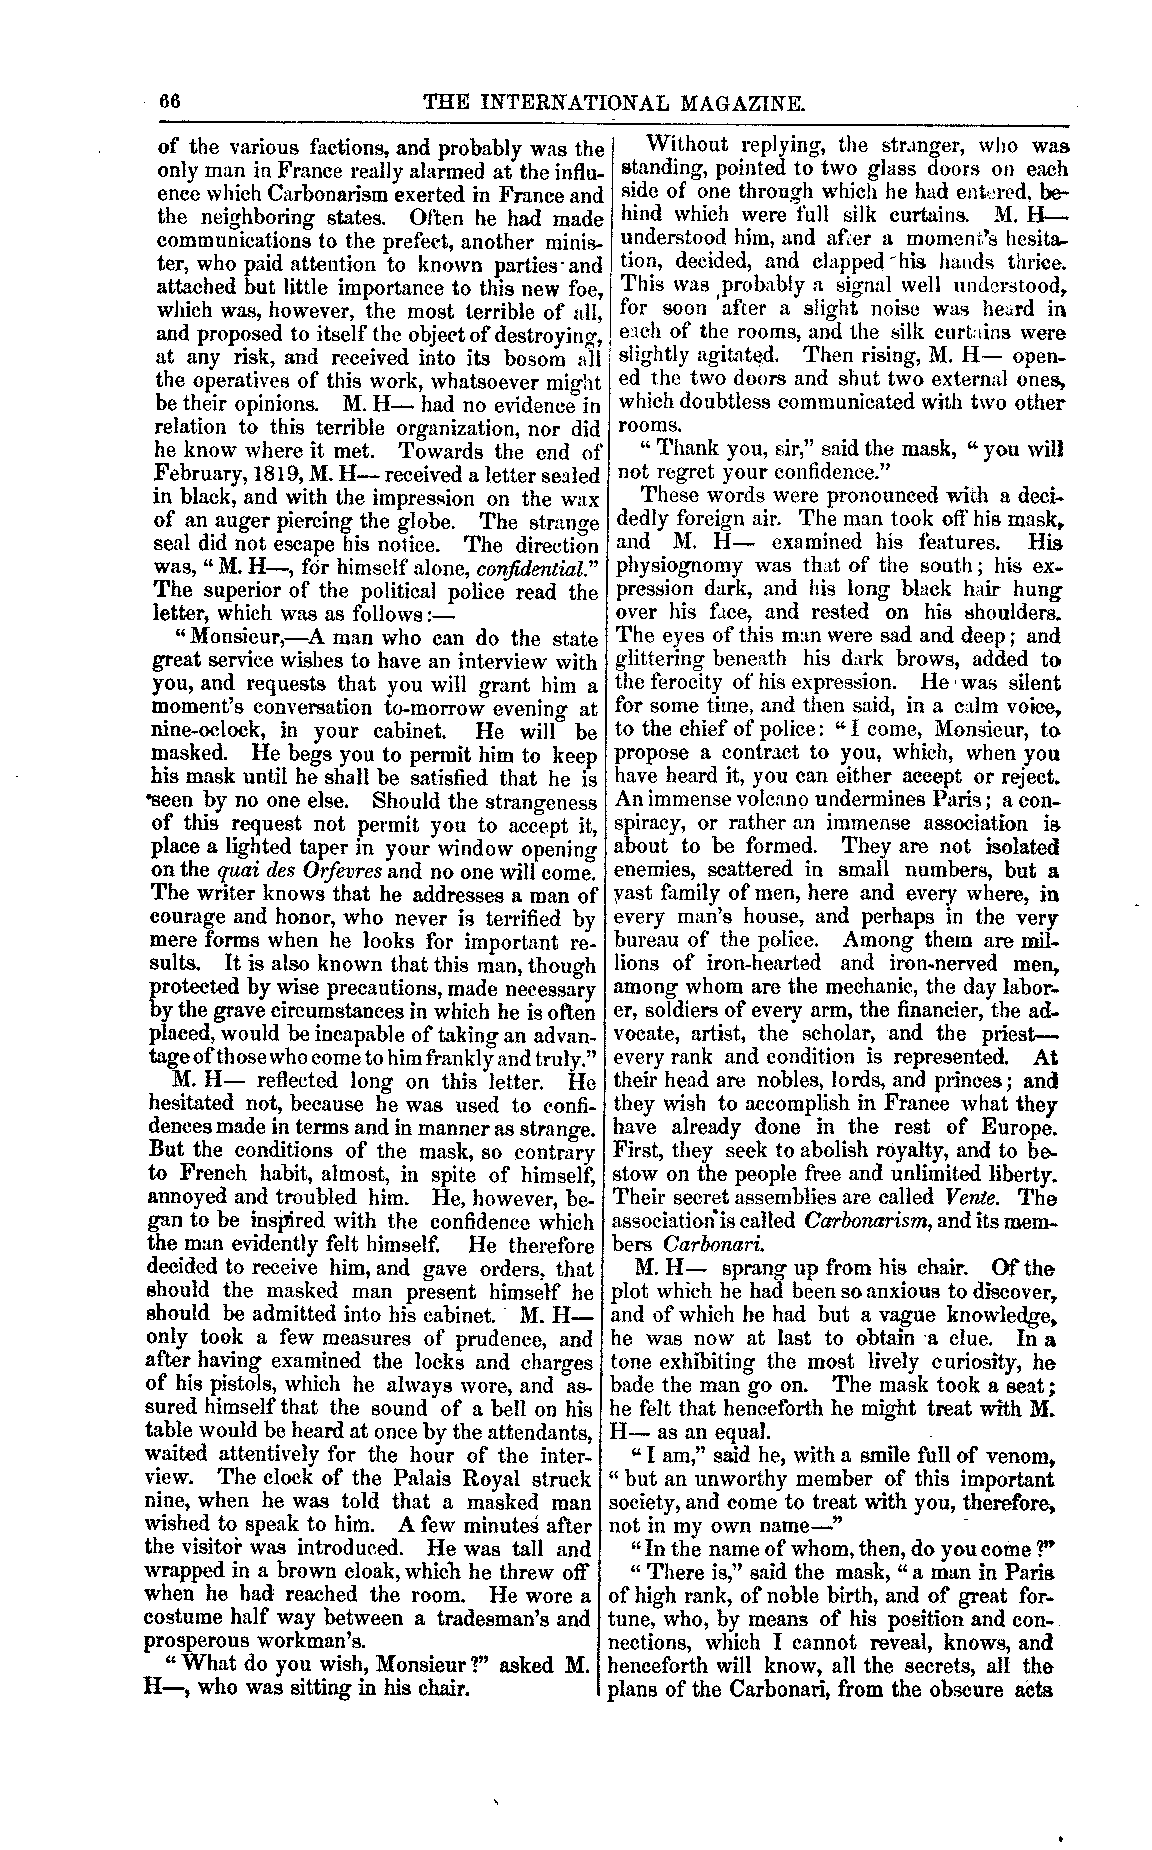 66
THE INTERNATIONAL MAGAZINE.
of the various factions, and probably was the
only man in France really alarmed at the influ-
ence which Carbonarism exerted in France and
the neighboring states. Often he had made
communications to the prefect, another minis-
ter, who paid attention to known parties and
attached but little importance to this new foe,
which was, however, the most terrible of all,
and proposed to itself the object of destroying,
at any risk, and received into its bosom all
the operatives of this work, whatsoever might
be their opinions. M. H— had no evidence in
relation to this terrible organization, nor did
he know where it met. Towards the end of
February, 1819, M. H— received a letter sealed
in black, and with the impression on the wax
of an auger piercing the globe. The strange
seal did not escape his notice. The direction
was, “M. H—, for himself alone, confidential.”
The superior of the political police read the
letter, which was as follows:—
“Monsieur,—A man who can do the state
great service wishes to have an interview with
you, and requests that you will grant him a
moment's conversation to-morrow evening at
nine-oclock, in your cabinet. He will be
masked. He begs you to permit him to keep
his mask until he shall be satisfied that he is
seen by no one else. Should the strangeness
of this request not permit you to accept it,
place a lighted taper in your window opening
on the quai des Orfevres and no one will come.
The writer knows that he addresses a man of
courage and honor, who never is terrified by
mere forms when he looks for important re-
sults. It is also known that this man, though
protected by wise precautions, made necessary
by the grave circumstances in which he is often
placed, would be incapable of taking an advan-
tage of those who come to him frankly and truly.”
M. H— reflected long on this letter. He
hesitated not, because he was used to confi-
dences made in terms and in manner as strange.
But the conditions of the mask, so contrary
to French habit, almost, in spite of himself,
annoyed and troubled him. He, however, be-
gan to be inspired with the confidence which
the man evidently felt himself. He therefore
decided to receive him, and gave orders, that
should the masked man present himself he
should be admitted into his cabinet. M. H—
only took a few measures of prudence, and
after having examined the locks and charges
of his pistols, which he always wore, and as-
sured himself that the sound of a bell on his
table would be heard at once by the attendants,
waited attentively for the hour of the inter-
view. The clock of the Palais Royal struck
nine, when he was told that a masked man
wished to speak to him. A few minutes after
the visitor was introduced. He was tall and
wrapped in a brown cloak, which he threw off
when he had reached the room. He wore a
costume half way between a tradesman's and
prosperous workman's.
“What do you wish, Monsieur?” asked M.
H—, who was sitting in his chair.
Without replying, the stranger, who was
standing, pointed to two glass doors on each
side of one through which he had entered, be-
hind which were full silk curtains. M. H—
understood him, and after a moment's hesita-
tion, decided, and clapped his hands thrice.
This was probably a signal well understood,
for soon after a slight noise was heard in
each of the rooms, and the silk curtains were
slightly agitated. Then rising, M. H— open-
ed the two doors and shut two external ones,
which doubtless communicated with two other
rooms.
“Thank you, sir,” said the mask, “you will
not regret your confidence.”
These words were pronounced with a deci-
dedly foreign air. The man took off his mask,
and M. H— examined his features. His
physiognomy was that of the south; his ex-
pression dark, and his long black hair hung
over his face, and rested on his shoulders.
The eyes of this man were sad and deep; and
glittering beneath his dark brows, added to
the ferocity of his expression. He was silent
for some time, and then said, in a calm voice,
to the chief of police: “I come, Monsieur, to
propose a contract to you, which, when you
have heard it, you can either accept or reject.
An immense volcano undermines Paris; a con-
spiracy, or rather an immense association is
about to be formed. They are not isolated
enemies, scattered in small numbers, but a
vast family of men, here and every where, in
every man's house, and perhaps in the very
bureau of the police. Among them are mil-
lions of iron-hearted and iron-nerved men,
among whom are the mechanic, the day labor-
er, soldiers of every arm, the financier, the ad-
vocate, artist, the scholar, and the priest—
every rank and condition is represented. At
their head are nobles, lords, and princes; and
they wish to accomplish in France what they
have already done in the rest of Europe.
First, they seek to abolish royalty, and to be-
stow on the people free and unlimited liberty.
Their secret assemblies are called Vente. The
association is called Carbonarism, and its mem-
bers Carbonari.
M. H— sprang up from his chair. Of the
plot which he had been so anxious to discover,
and of which he had but a vague knowledge,
he was now at last to obtain a clue. In a
tone exhibiting the most lively curiosity, he
bade the man go on. The mask took a seat;
he felt that henceforth he might treat with M.
H— as an equal.
“I am,” said he, with a smile full of venom,
“but an unworthy member of this important
society, and come to treat with you, therefore,
not in my own name—”
“In the name of whom, then, do you come?”
“There is,” said the mask, “a man in Paris
of high rank, of noble birth, and of great for-
tune, who, by means of his position and con-
nections, which I cannot reveal, knows, and
henceforth will know, all the secrets, all the
plans of the Carbonari, from the obscure acts